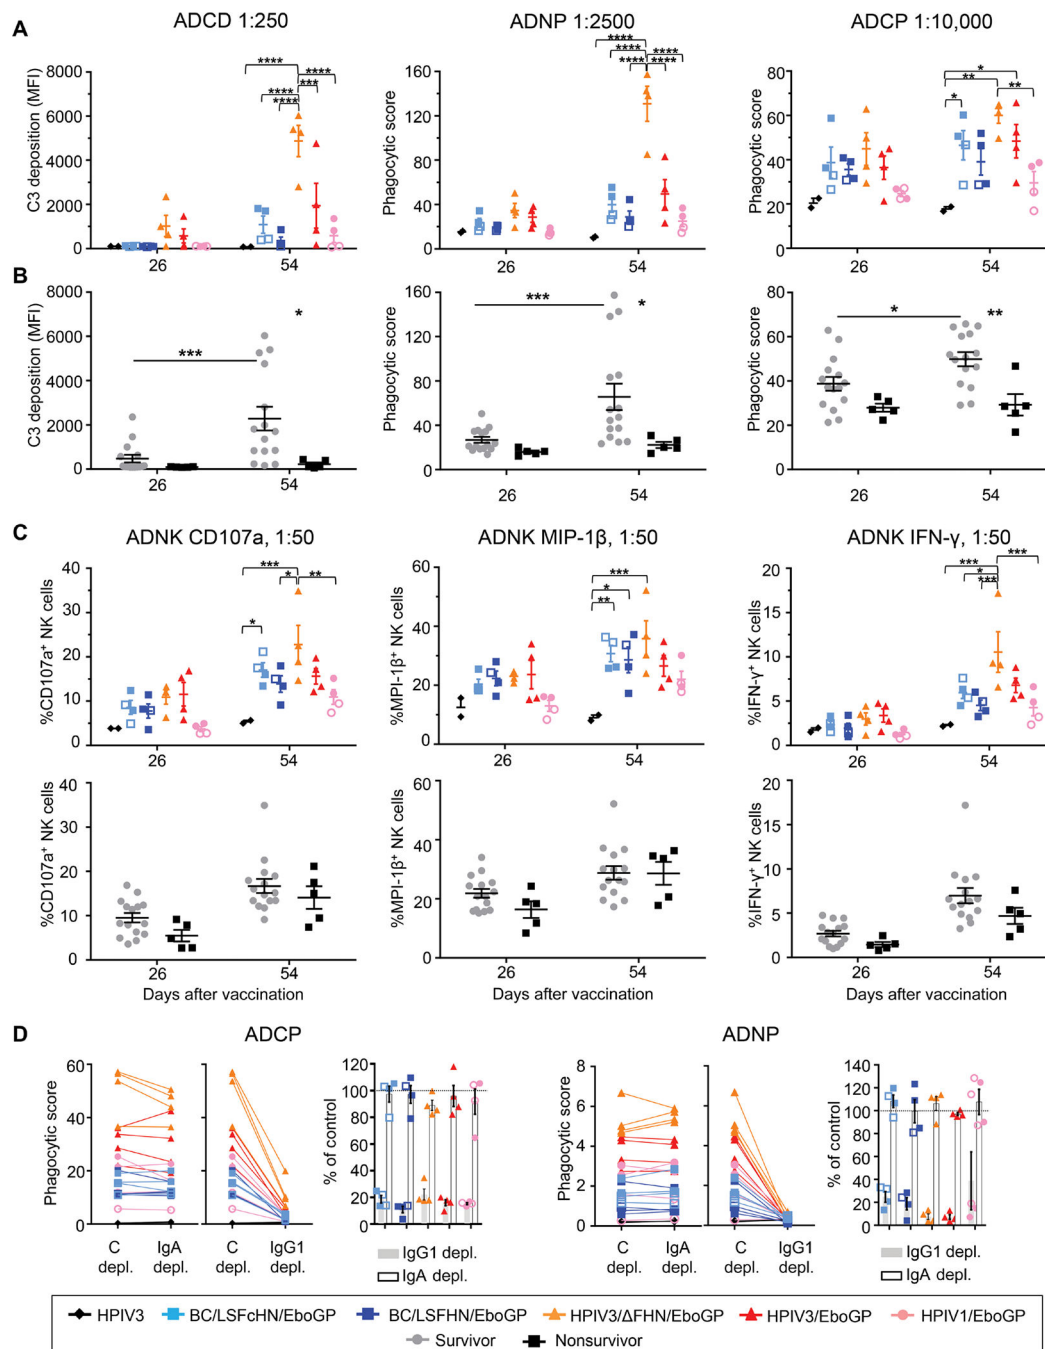 A
ADCD 1:250
ADNP 1:2500
ADCP 1:10,000
C3 deposition (MFI)
8000
6000
4000
2000
0
26
54
****
****
****
****
***
Phagocytic score
160
120
80
40
0
26
54
****
****
****
****
****
Phagocytic score
80
60
40
20
0
26
54
*
**
*
**
B
C3 deposition (MFI)
8000
6000
4000
2000
0
26
54
***
*
Phagocytic score
160
120
80
40
0
26
54
***
*
Phagocytic score
80
60
40
20
0
26
54
*
**
C
ADNK CD107a, 1:50
ADNK MIP-1β, 1:50
ADNK IFN-γ, 1:50
%CD107a⁺ NK cells
40
30
20
10
0
26
54
***
*
**
*
%MPI-1β⁺ NK cells
60
40
20
0
26
54
***
*
**
%IFN-γ⁺ NK cells
20
15
10
5
0
26
54
***
***
*
***
%CD107a⁺ NK cells
40
30
20
10
0
26
54
Days after vaccination
%MPI-1β⁺ NK cells
60
40
20
0
26
54
Days after vaccination
%IFN-γ⁺ NK cells
20
15
10
5
0
26
54
Days after vaccination
D
ADCP
ADNP
Phagocytic score
60
40
20
0
C
depl.
IgA
depl.
C
depl.
IgG1
depl.
% of control
120
100
80
60
40
20
0
IgG1 depl.
IgA depl.
Phagocytic score
8
6
4
2
0
C
depl.
IgA
depl.
C
depl.
IgG1
depl.
% of control
140
120
100
80
60
40
20
0
IgG1 depl.
IgA depl.
HPIV3
BC/LSFcHN/EboGP
BC/LSFHN/EboGP
HPIV3/ΔFHN/EboGP
HPIV3/EboGP
HPIV1/EboGP
Survivor
Nonsurvivor